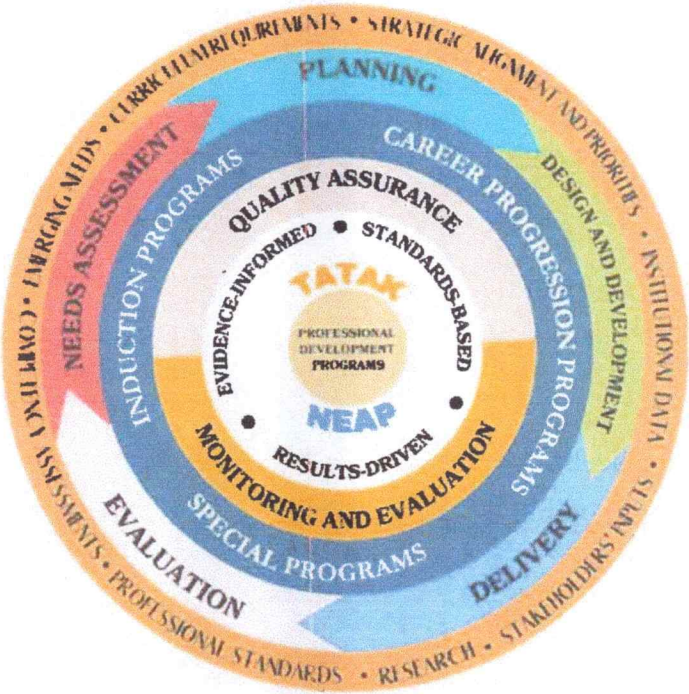 CURRICULUM REQUIREMENTS • STRATEGIC ALIGNMENT AND PRIORITIES • INSTITUTIONAL DATA • STAKEHOLDERS' INPUTS • RESEARCH • PROFESSIONAL STANDARDS • COMPETENCY ASSESSMENTS • EMERGING NEEDS •
PLANNING
DESIGN AND DEVELOPMENT
DELIVERY
EVALUATION
NEEDS ASSESSMENT
INDUCTION PROGRAMS
CAREER PROGRESSION PROGRAMS
SPECIAL PROGRAMS
QUALITY ASSURANCE
MONITORING AND EVALUATION
EVIDENCE-INFORMED • STANDARDS-BASED • RESULTS-DRIVEN •
TATAK
PROFESSIONAL
DEVELOPMENT
PROGRAMS
NEAP